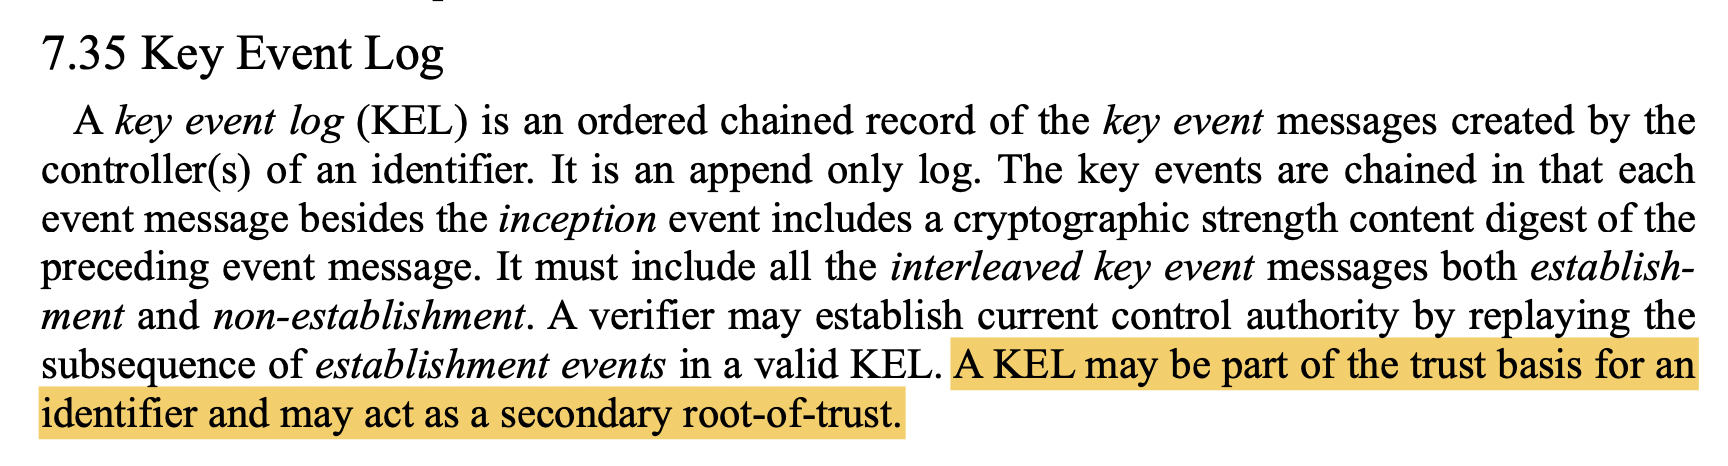 7.35 Key Event Log
A key event log (KEL) is an ordered chained record of the key event messages created by the
controller(s) of an identifier. It is an append only log. The key events are chained in that each
event message besides the inception event includes a cryptographic strength content digest of the
preceding event message. It must include all the interleaved key event messages both establish-
ment and non-establishment. A verifier may establish current control authority by replaying the
subsequence of establishment events in a valid KEL. A KEL may be part of the trust basis for an
identifier and may act as a secondary root-of-trust.